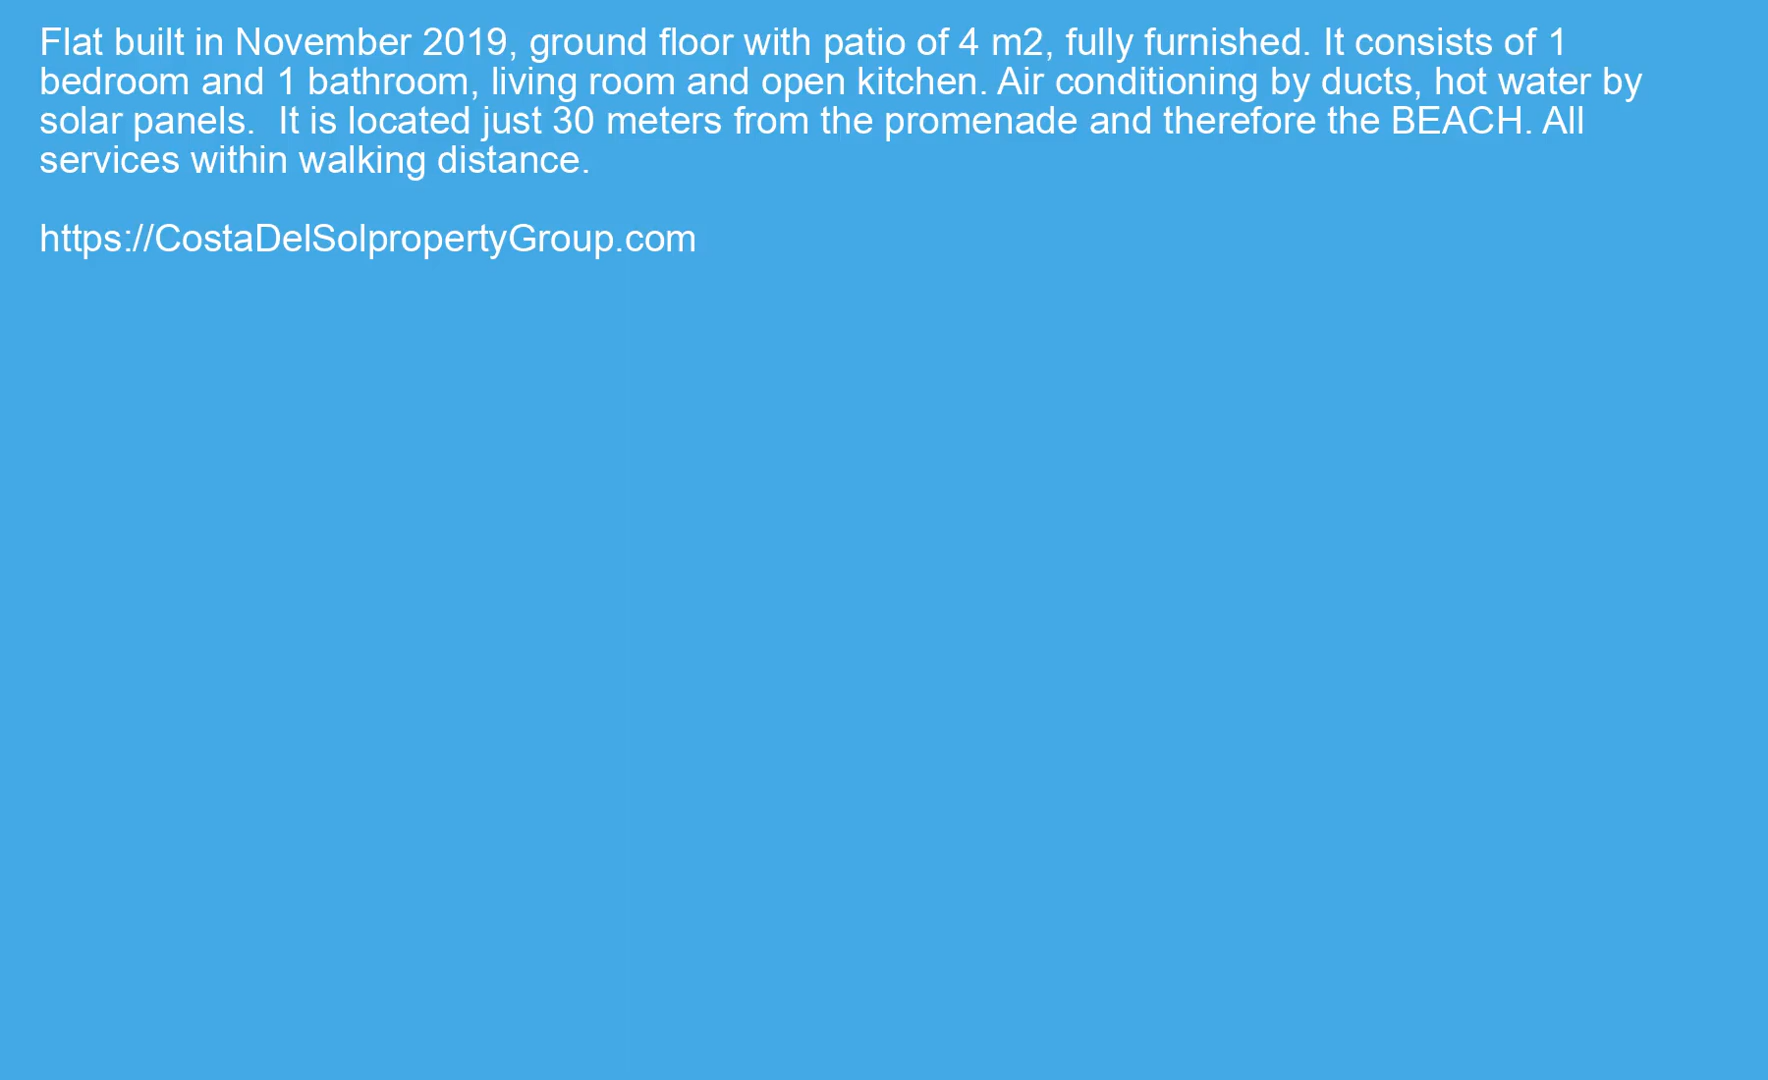 Flat built in November 2019, ground floor with patio of 4 m2, fully furnished. It consists of 1
bedroom and 1 bathroom, living room and open kitchen. Air conditioning by ducts, hot water by
solar panels.  It is located just 30 meters from the promenade and therefore the BEACH. All
services within walking distance.

https://CostaDelSolpropertyGroup.com